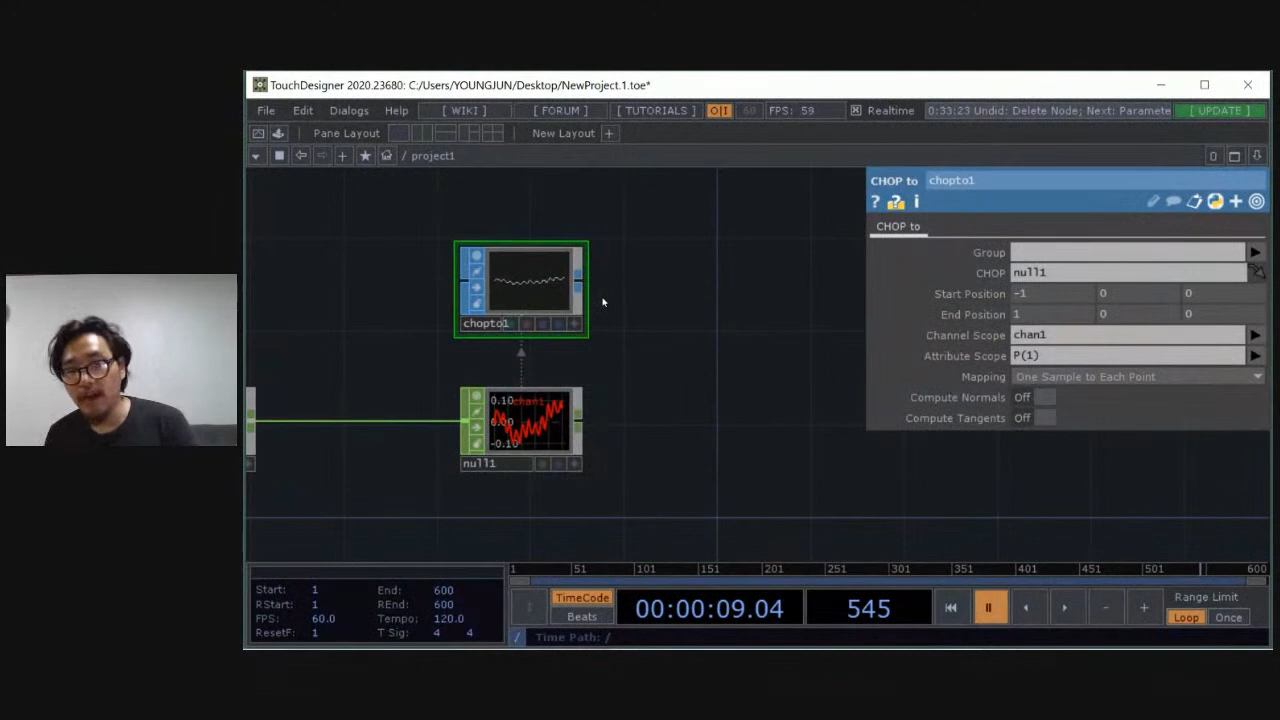 TouchDesigner 2020.23680: C:/Users/YOUNGJUN/Desktop/NewProject.1.toe*
File Edit Dialogs Help [ WIKI ] [ FORUM ] [ TUTORIALS ] O|I 60 FPS: 59 Realtime 0:33:23 Undid: Delete Node; Next: Paramete [ UPDATE ]
Pane Layout New Layout +
/ project1 0
CHOP to chopto1
? ? i
CHOP to
Group
CHOP null1
Start Position -1 0 0
End Position 1 0 0
Channel Scope chan1
Attribute Scope P(1)
Mapping One Sample to Each Point
Compute Normals Off
Compute Tangents Off
chopto1
0.10 chan1
0.00
-0.10
null1
1 51 101 151 201 251 301 351 401 451 501 600
Start: 1 End: 600
RStart: 1 REnd: 600
FPS: 60.0 Tempo: 120.0
ResetF: 1 T Sig: 4 4
TimeCode
Beats
00:00:09.04 545
Range Limit
Loop Once
/ Time Path: /